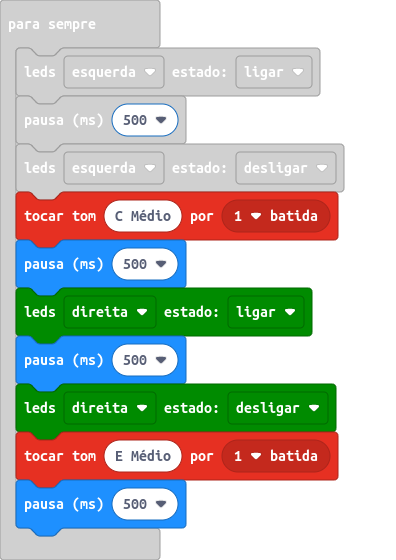 para sempre
leds esquerda estado: ligar
pausa (ms) 500
leds esquerda estado: desligar
tocar tom C Médio por 1 batida
pausa (ms) 500
leds direita estado: ligar
pausa (ms) 500
leds direita estado: desligar
tocar tom E Médio por 1 batida
pausa (ms) 500